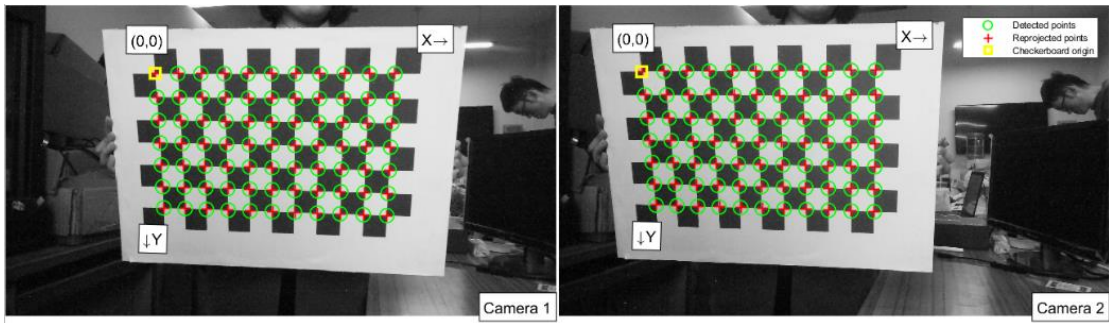 (0,0)
X→
↓Y
Camera 1
(0,0)
X→
Detected points
Reprojected points
Checkerboard origin
↓Y
Camera 2